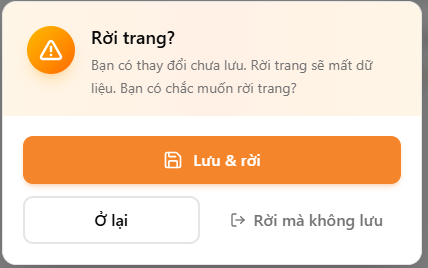 Rời trang?
Bạn có thay đổi chưa lưu. Rời trang sẽ mất dữ
liệu. Bạn có chắc muốn rời trang?
Lưu & rời
Ở lại
Rời mà không lưu